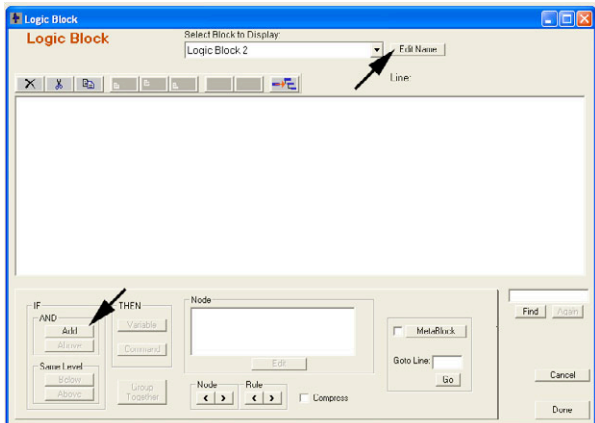 Logic Block
Logic Block
Select Block to Display:
Logic Block 2
Edit Name
Line:
IF
AND
Add
Above
Same Level
Below
Above
THEN
Variable
Command
Group
Together
Node
Edit
Node
< >
Rule
< >
Compress
MetaBlock
Goto Line:
Go
Find
Again
Cancel
Done